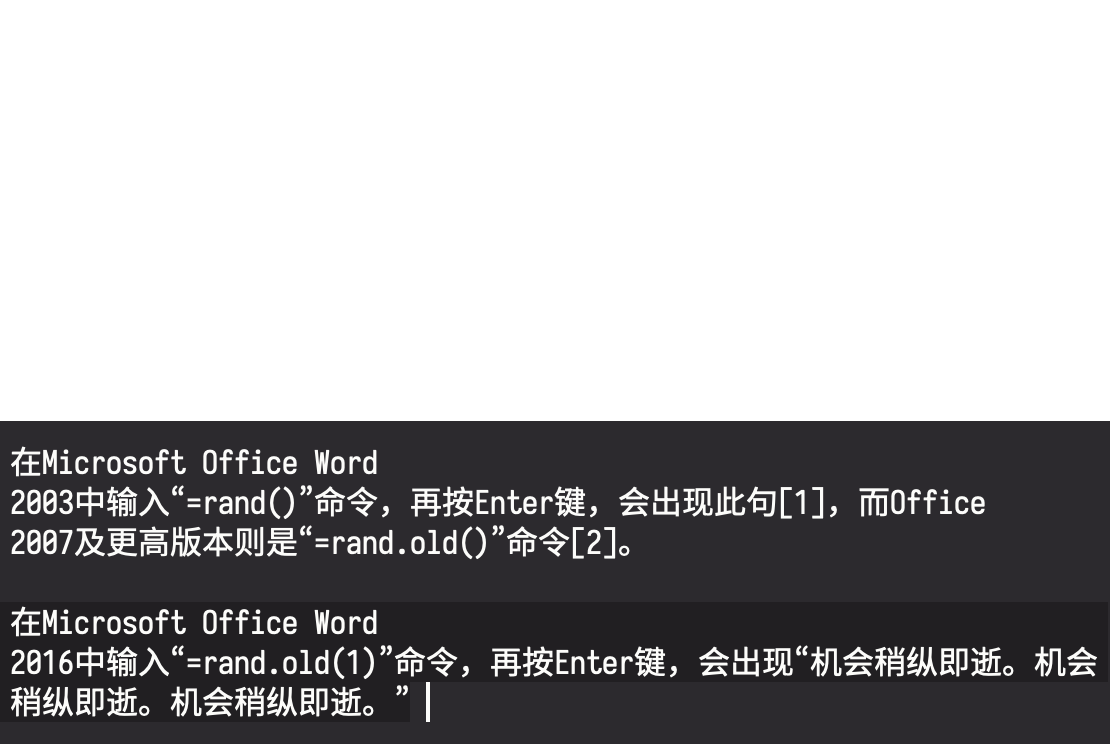 在Microsoft Office Word
2003中输入“=rand()”命令，再按Enter键，会出现此句[1]，而Office
2007及更高版本则是“=rand.old()”命令[2]。
在Microsoft Office Word
2016中输入“=rand.old(1)”命令，再按Enter键，会出现“机会稍纵即逝。机会
稍纵即逝。机会稍纵即逝。”